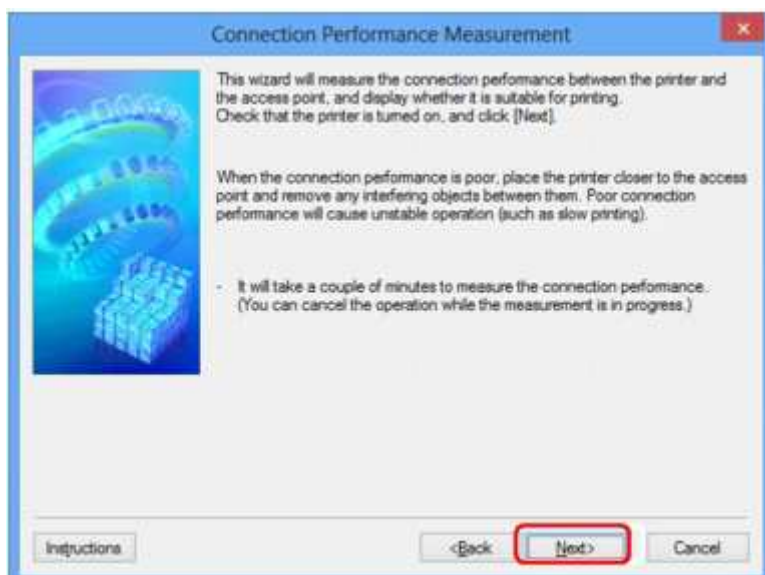 Connection Performance Measurement
This wizard will measure the connection performance between the printer and
the access point, and display whether it is suitable for printing.
Check that the printer is turned on, and click [Next].
When the connection performance is poor, place the printer closer to the access
point and remove any interfering objects between them. Poor connection
performance will cause unstable operation (such as slow printing).
- It will take a couple of minutes to measure the connection performance.
(You can cancel the operation while the measurement is in progress.)
Instructions
<Back
Next>
Cancel